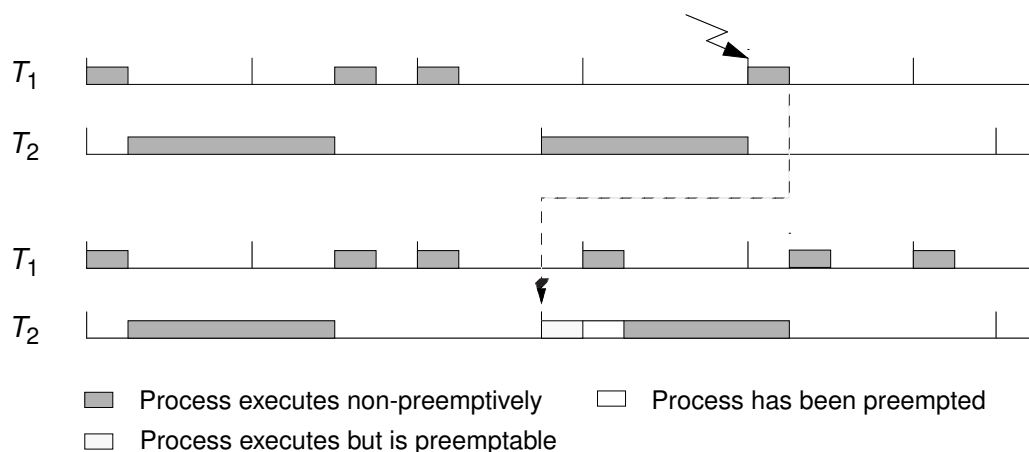 T1
T2
T1
T2
Process executes non-preemptively
Process has been preempted
Process executes but is preemptable